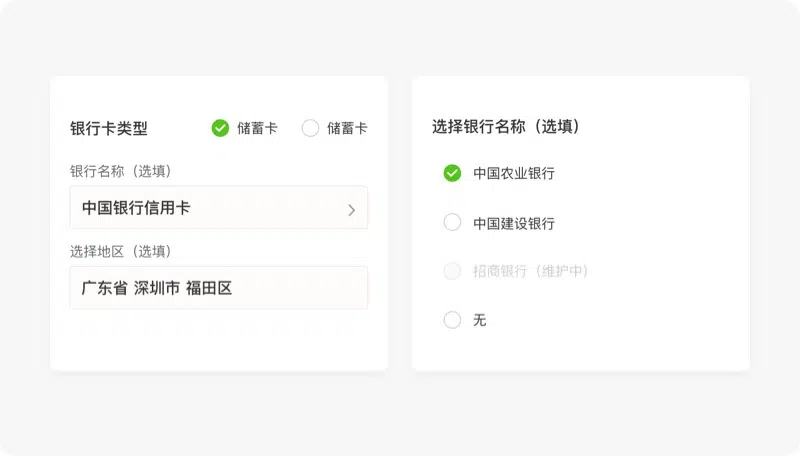 银行卡类型 储蓄卡 储蓄卡
银行名称（选填）
中国银行信用卡
选择地区（选填）
广东省 深圳市 福田区
选择银行名称（选填）
中国农业银行
中国建设银行
招商银行（维护中）
无